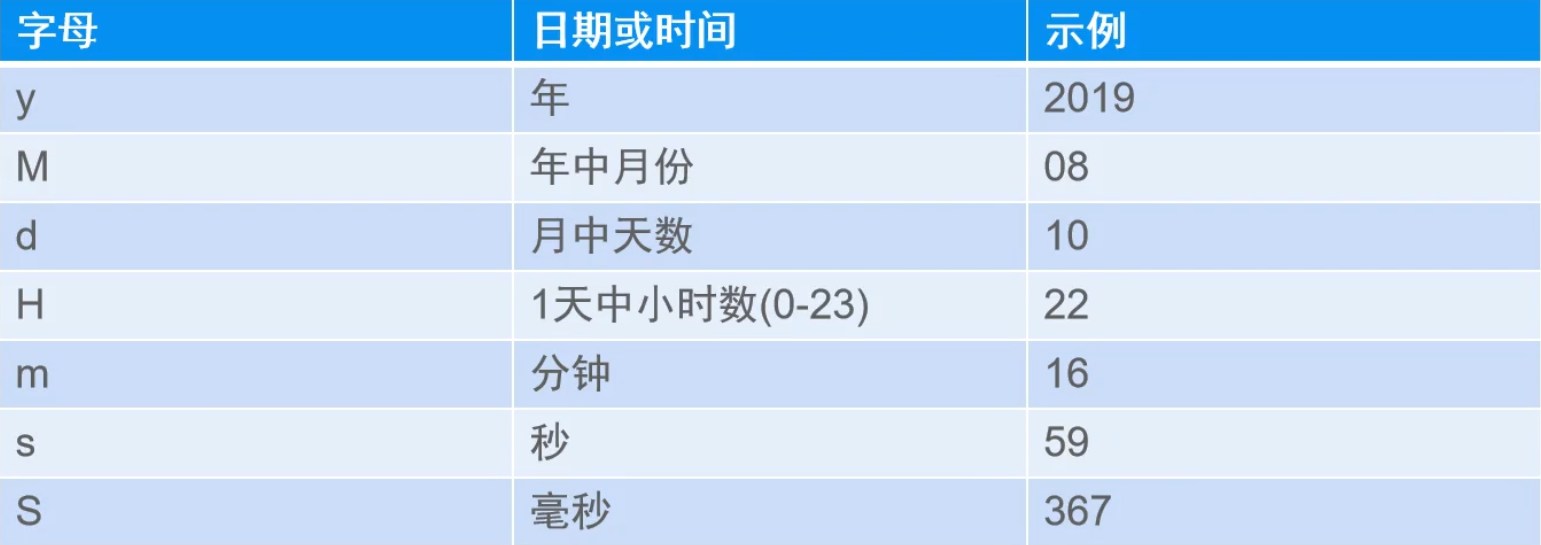 字母 日期或时间 示例
y 年 2019
M 年中月份 08
d 月中天数 10
H 1天中小时数(0-23) 22
m 分钟 16
s 秒 59
S 毫秒 367